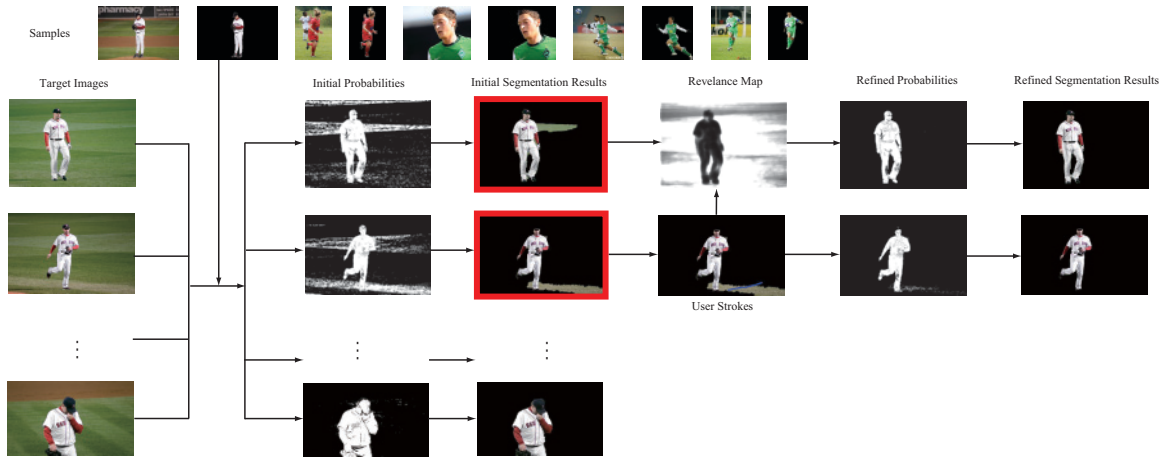 pharmacy
Samples
Target Images
Initial Probabilities
Initial Segmentation Results
Revelance Map
Refined Probabilities
Refined Segmentation Results
User Strokes